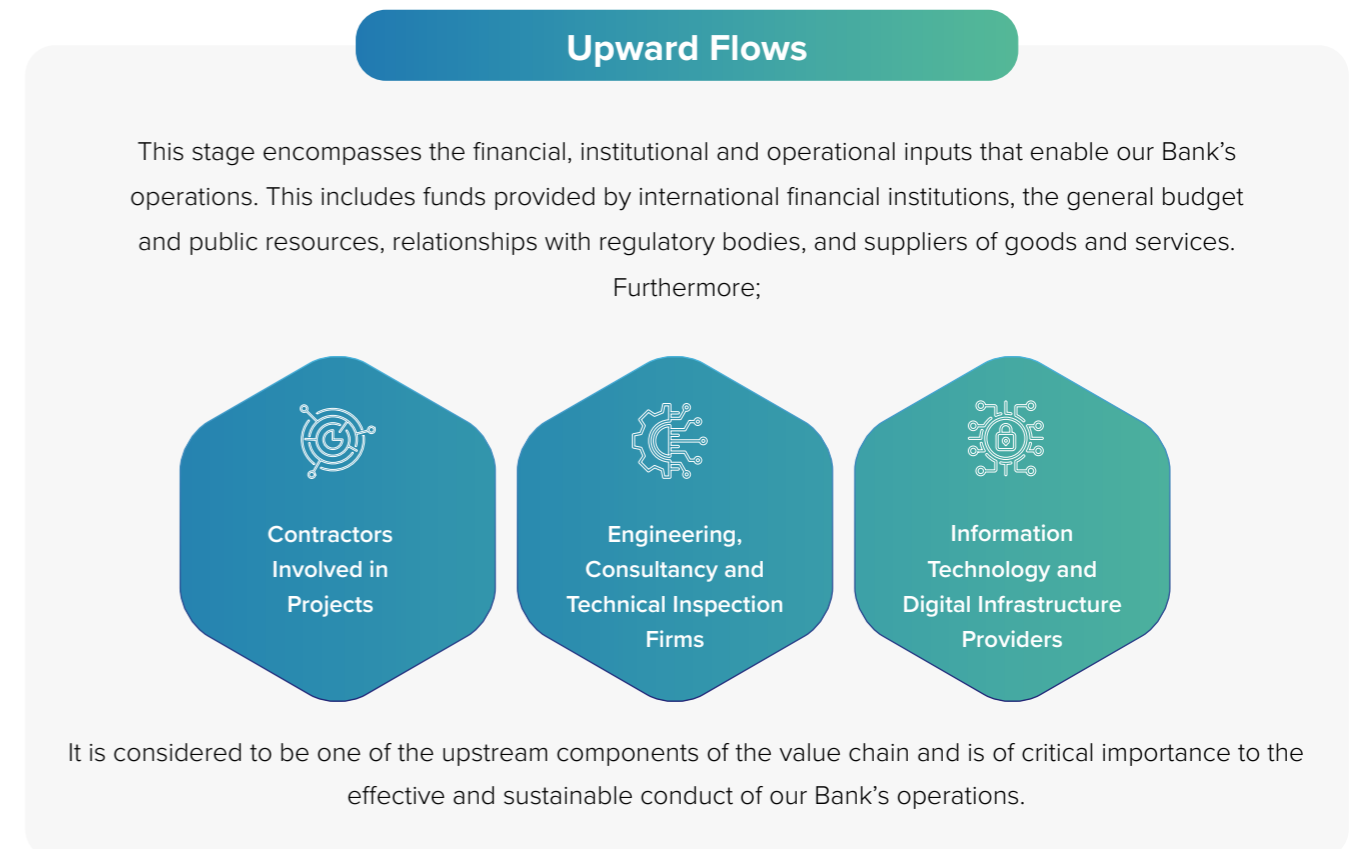 Upward Flows
This stage encompasses the financial, institutional and operational inputs that enable our Bank’s
operations. This includes funds provided by international financial institutions, the general budget
and public resources, relationships with regulatory bodies, and suppliers of goods and services.
Furthermore;
Contractors
Involved in
Projects
Engineering,
Consultancy and
Technical Inspection
Firms
Information
Technology and
Digital Infrastructure
Providers
It is considered to be one of the upstream components of the value chain and is of critical importance to the
effective and sustainable conduct of our Bank’s operations.